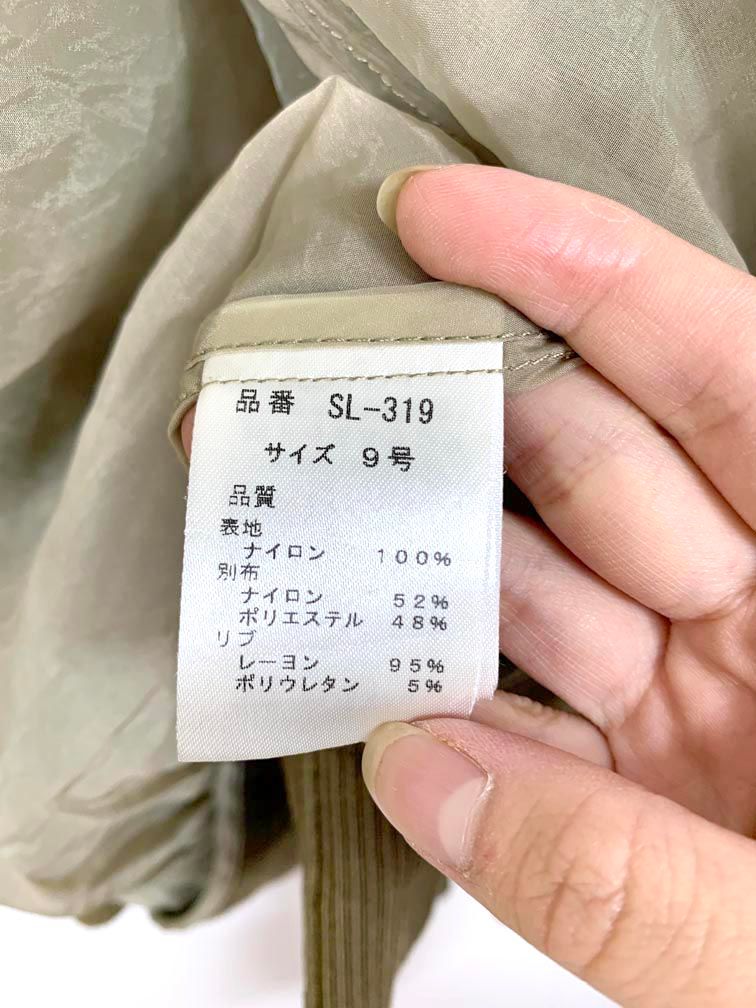 品番 SL-319
サイズ 9号
品質
表地
ナイロン 100%
別布
ナイロン 52%
ポリエステル 48%
リブ
レーヨン 95%
ポリウレタン 5%